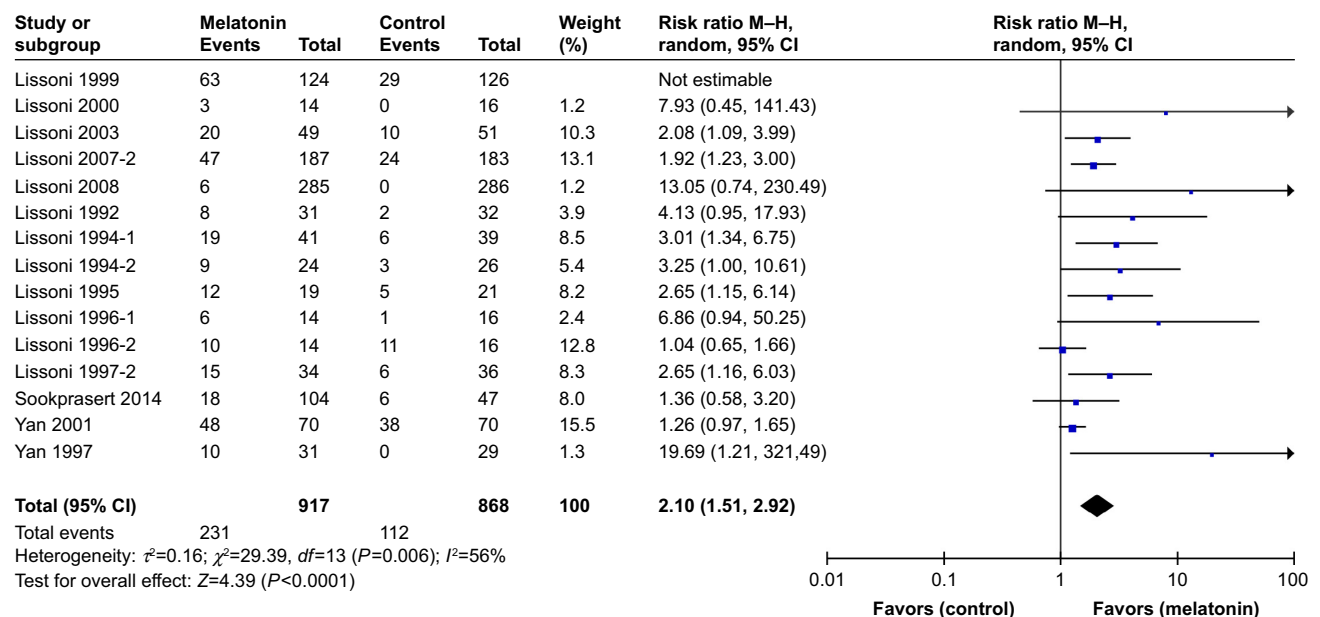 Study or Melatonin Control Weight Risk ratio M–H, Risk ratio M–H,
subgroup Events Total Events Total (%) random, 95% CI random, 95% CI
Lissoni 1999 63 124 29 126 Not estimable
Lissoni 2000 3 14 0 16 1.2 7.93 (0.45, 141.43)
Lissoni 2003 20 49 10 51 10.3 2.08 (1.09, 3.99)
Lissoni 2007-2 47 187 24 183 13.1 1.92 (1.23, 3.00)
Lissoni 2008 6 285 0 286 1.2 13.05 (0.74, 230.49)
Lissoni 1992 8 31 2 32 3.9 4.13 (0.95, 17.93)
Lissoni 1994-1 19 41 6 39 8.5 3.01 (1.34, 6.75)
Lissoni 1994-2 9 24 3 26 5.4 3.25 (1.00, 10.61)
Lissoni 1995 12 19 5 21 8.2 2.65 (1.15, 6.14)
Lissoni 1996-1 6 14 1 16 2.4 6.86 (0.94, 50.25)
Lissoni 1996-2 10 14 11 16 12.8 1.04 (0.65, 1.66)
Lissoni 1997-2 15 34 6 36 8.3 2.65 (1.16, 6.03)
Sookprasert 2014 18 104 6 47 8.0 1.36 (0.58, 3.20)
Yan 2001 48 70 38 70 15.5 1.26 (0.97, 1.65)
Yan 1997 10 31 0 29 1.3 19.69 (1.21, 321,49)
Total (95% CI) 917 868 100 2.10 (1.51, 2.92)
Total events 231 112
Heterogeneity: τ²=0.16; χ²=29.39, df=13 (P=0.006); I²=56%
Test for overall effect: Z=4.39 (P<0.0001)
0.01 0.1 1 10 100
Favors (control) Favors (melatonin)